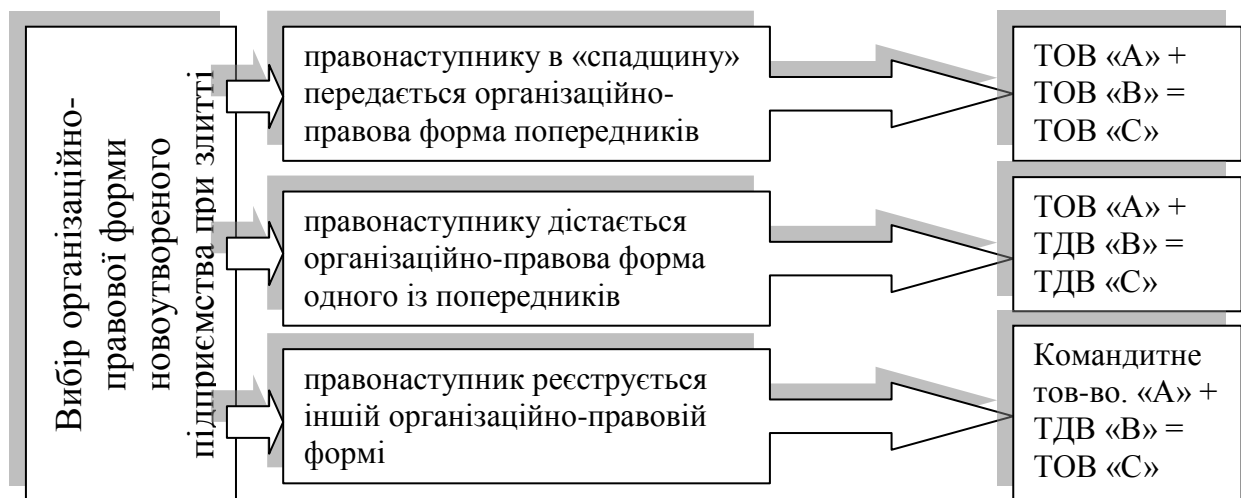 Вибір організаційно-
правової форми
новоутвореного
підприємства при злитті
правонаступнику в «спадщину»
передається організаційно-
правова форма попередників
ТОВ «А» +
ТОВ «В» =
ТОВ «С»
правонаступнику дістається
організаційно-правова форма
одного із попередників
ТОВ «А» +
ТДВ «В» =
ТДВ «С»
правонаступник реєструється
іншій організаційно-правовій
формі
Командитне
тов-во. «А» +
ТДВ «В» =
ТОВ «С»